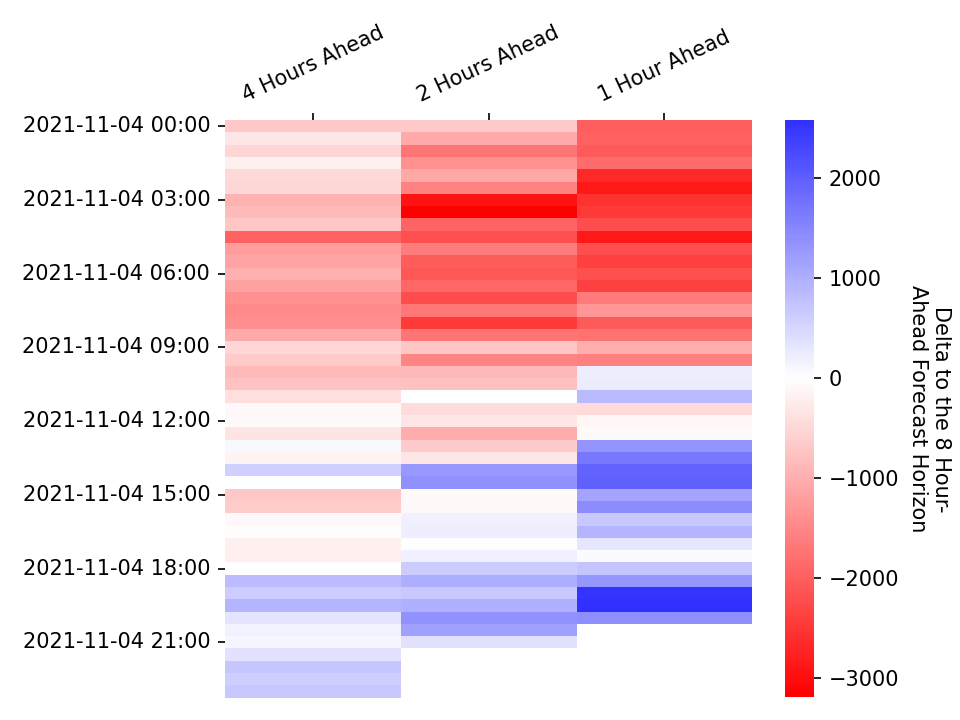 4 Hours Ahead
2 Hours Ahead
1 Hour Ahead
2021-11-04 00:00
2021-11-04 03:00
2021-11-04 06:00
2021-11-04 09:00
2021-11-04 12:00
2021-11-04 15:00
2021-11-04 18:00
2021-11-04 21:00
2000
1000
0
−1000
−2000
−3000
Delta to the 8 Hour-
Ahead Forecast Horizon